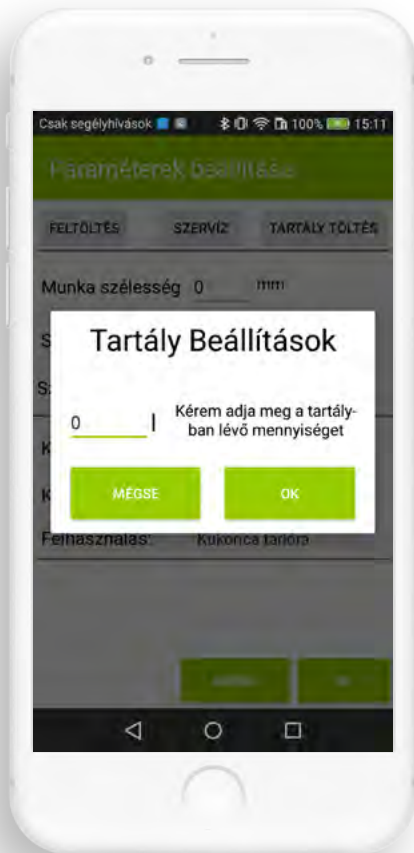 Csak segélyhívások 100% 15:11
Paraméterek beállítása
FELTÖLTÉS SZERVÍZ TARTÁLY TÖLTÉS
Munka szélesség 0 mm
S
Tartály Beállítások
S
0 l Kérem adja meg a tartály-
ban lévő mennyiséget
K
K
MÉGSE OK
Felhasználás: Kukorica tarlóra